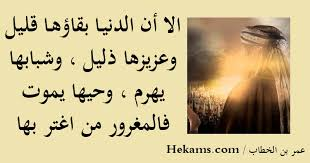 الا أن الدنيا بقاؤها قليل
وعزيزها ذليل ، وشبابها
يهرم ، وحيها يموت
فالمغرور من اغتر بها
عمر بن الخطاب / Hekams.com